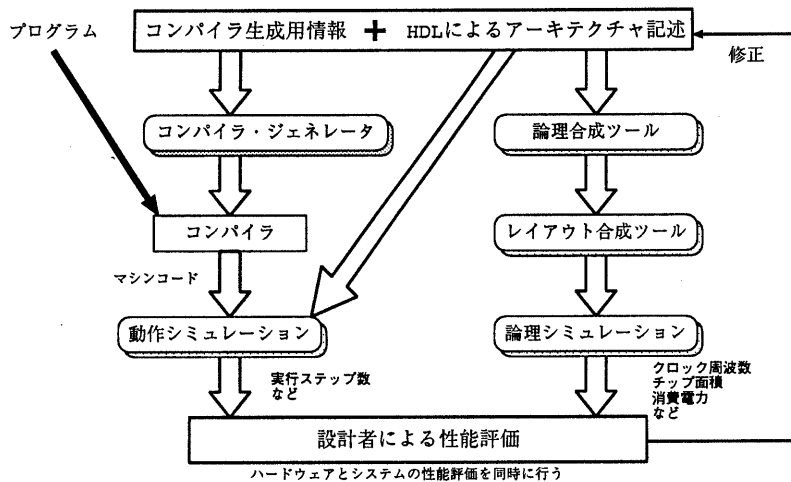 プログラム
コンパイラ生成用情報 + HDLによるアーキテクチャ記述
修正
コンパイラ・ジェネレータ
論理合成ツール
コンパイラ
レイアウト合成ツール
マシンコード
動作シミュレーション
論理シミュレーション
実行ステップ数
など
クロック周波数
チップ面積
消費電力
など
設計者による性能評価
ハードウェアとシステムの性能評価を同時に行う